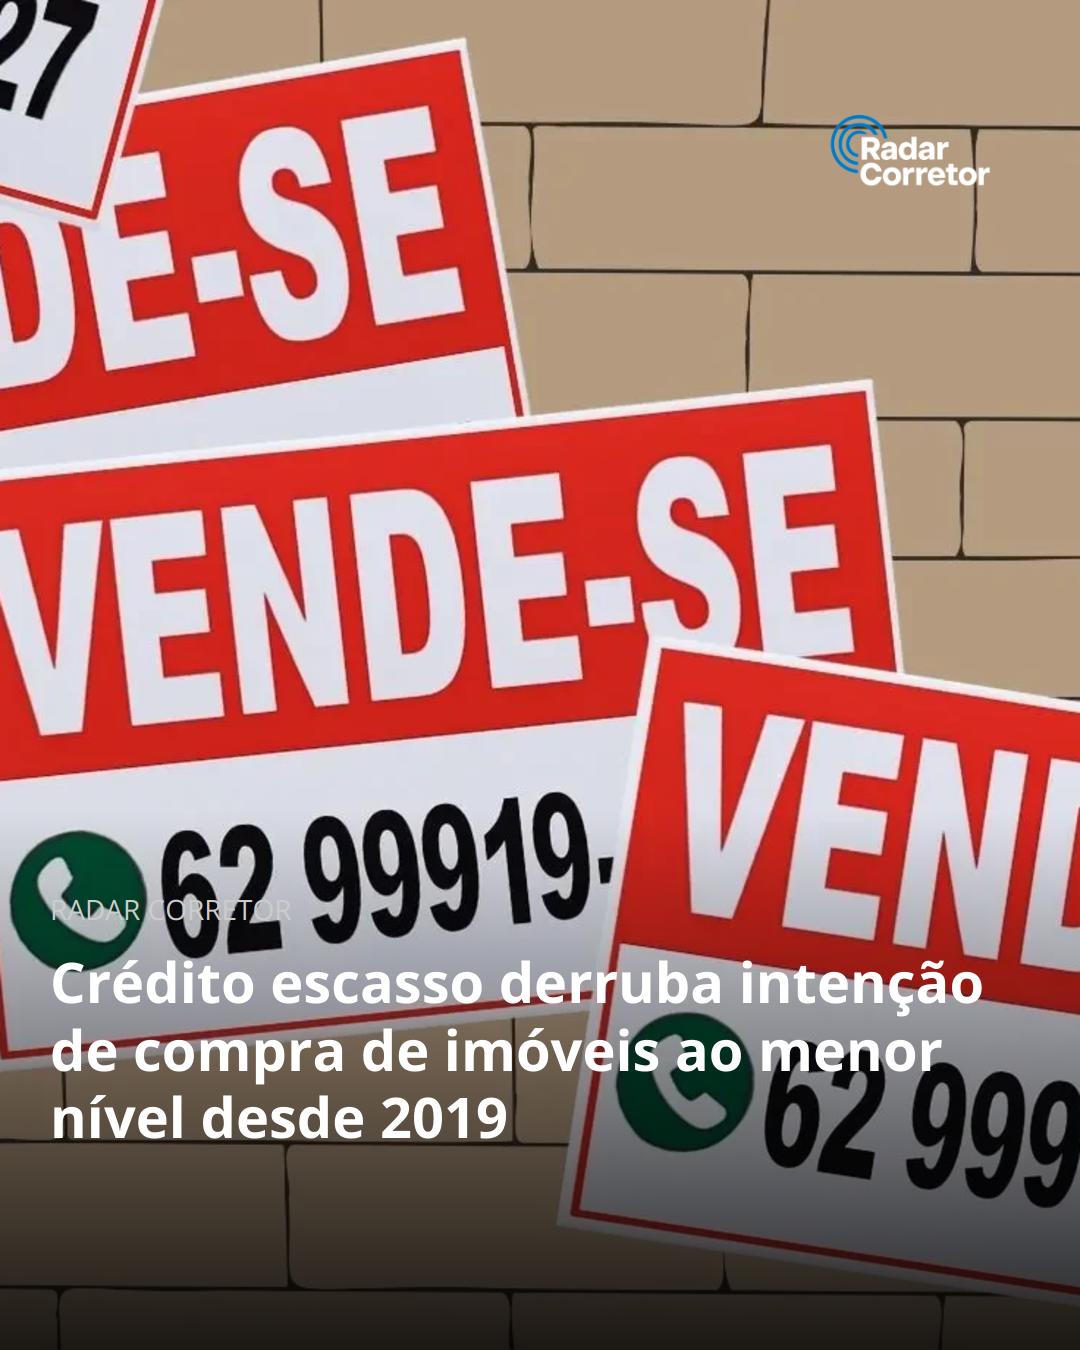 27
DE-SE
Radar
Corretor
VENDE-SE
62 99919-
VEND
62 999
RADAR CORRETOR
Crédito escasso derruba intenção
de compra de imóveis ao menor
nível desde 2019